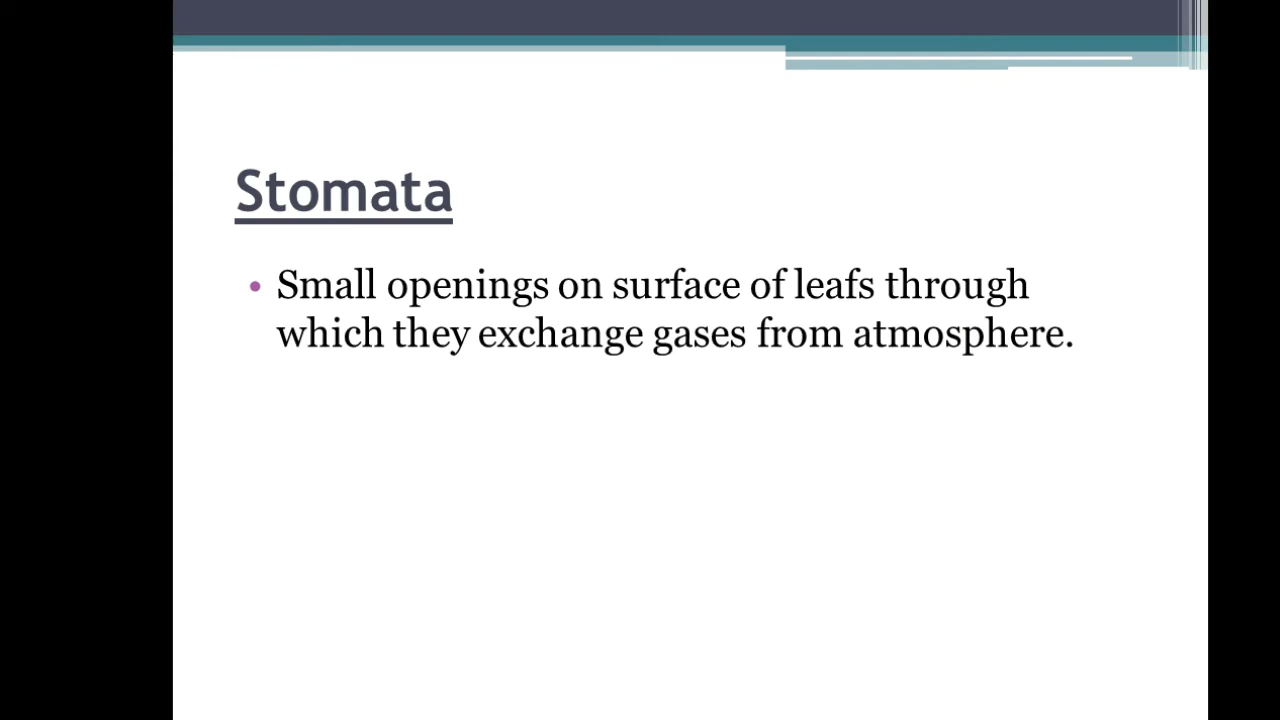 Stomata
• Small openings on surface of leafs through
which they exchange gases from atmosphere.